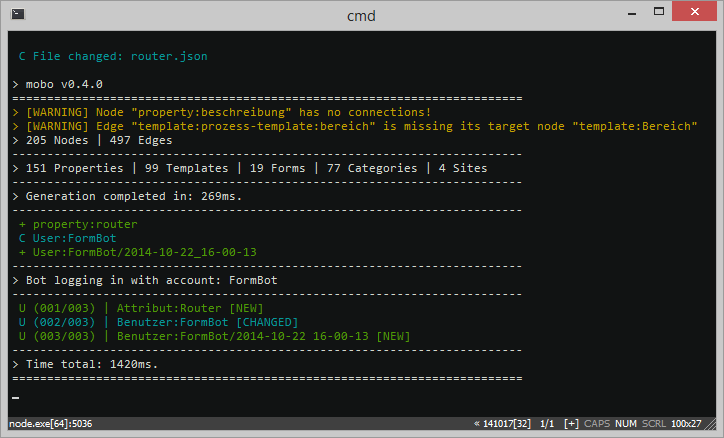 cmd
C File changed: router.json
> mobo v0.4.0
=========================================================================
> [WARNING] Node "property:beschreibung" has no connections!
> [WARNING] Edge "template:prozess-template:bereich" is missing its target node "template:Bereich"
> 205 Nodes | 497 Edges
-------------------------------------------------------------------------
> 151 Properties | 99 Templates | 19 Forms | 77 Categories | 4 Sites
-------------------------------------------------------------------------
> Generation completed in: 269ms.
-------------------------------------------------------------------------
+ property:router
C User:FormBot
+ User:FormBot/2014-10-22_16-00-13
-------------------------------------------------------------------------
> Bot logging in with account: FormBot
-------------------------------------------------------------------------
U (001/003) | Attribut:Router [NEW]
U (002/003) | Benutzer:FormBot [CHANGED]
U (003/003) | Benutzer:FormBot/2014-10-22 16-00-13 [NEW]
-------------------------------------------------------------------------
> Time total: 1420ms.
=========================================================================
node.exe[64]:5036 « 141017[32] 1/1 [+] CAPS NUM SCRL 100x27